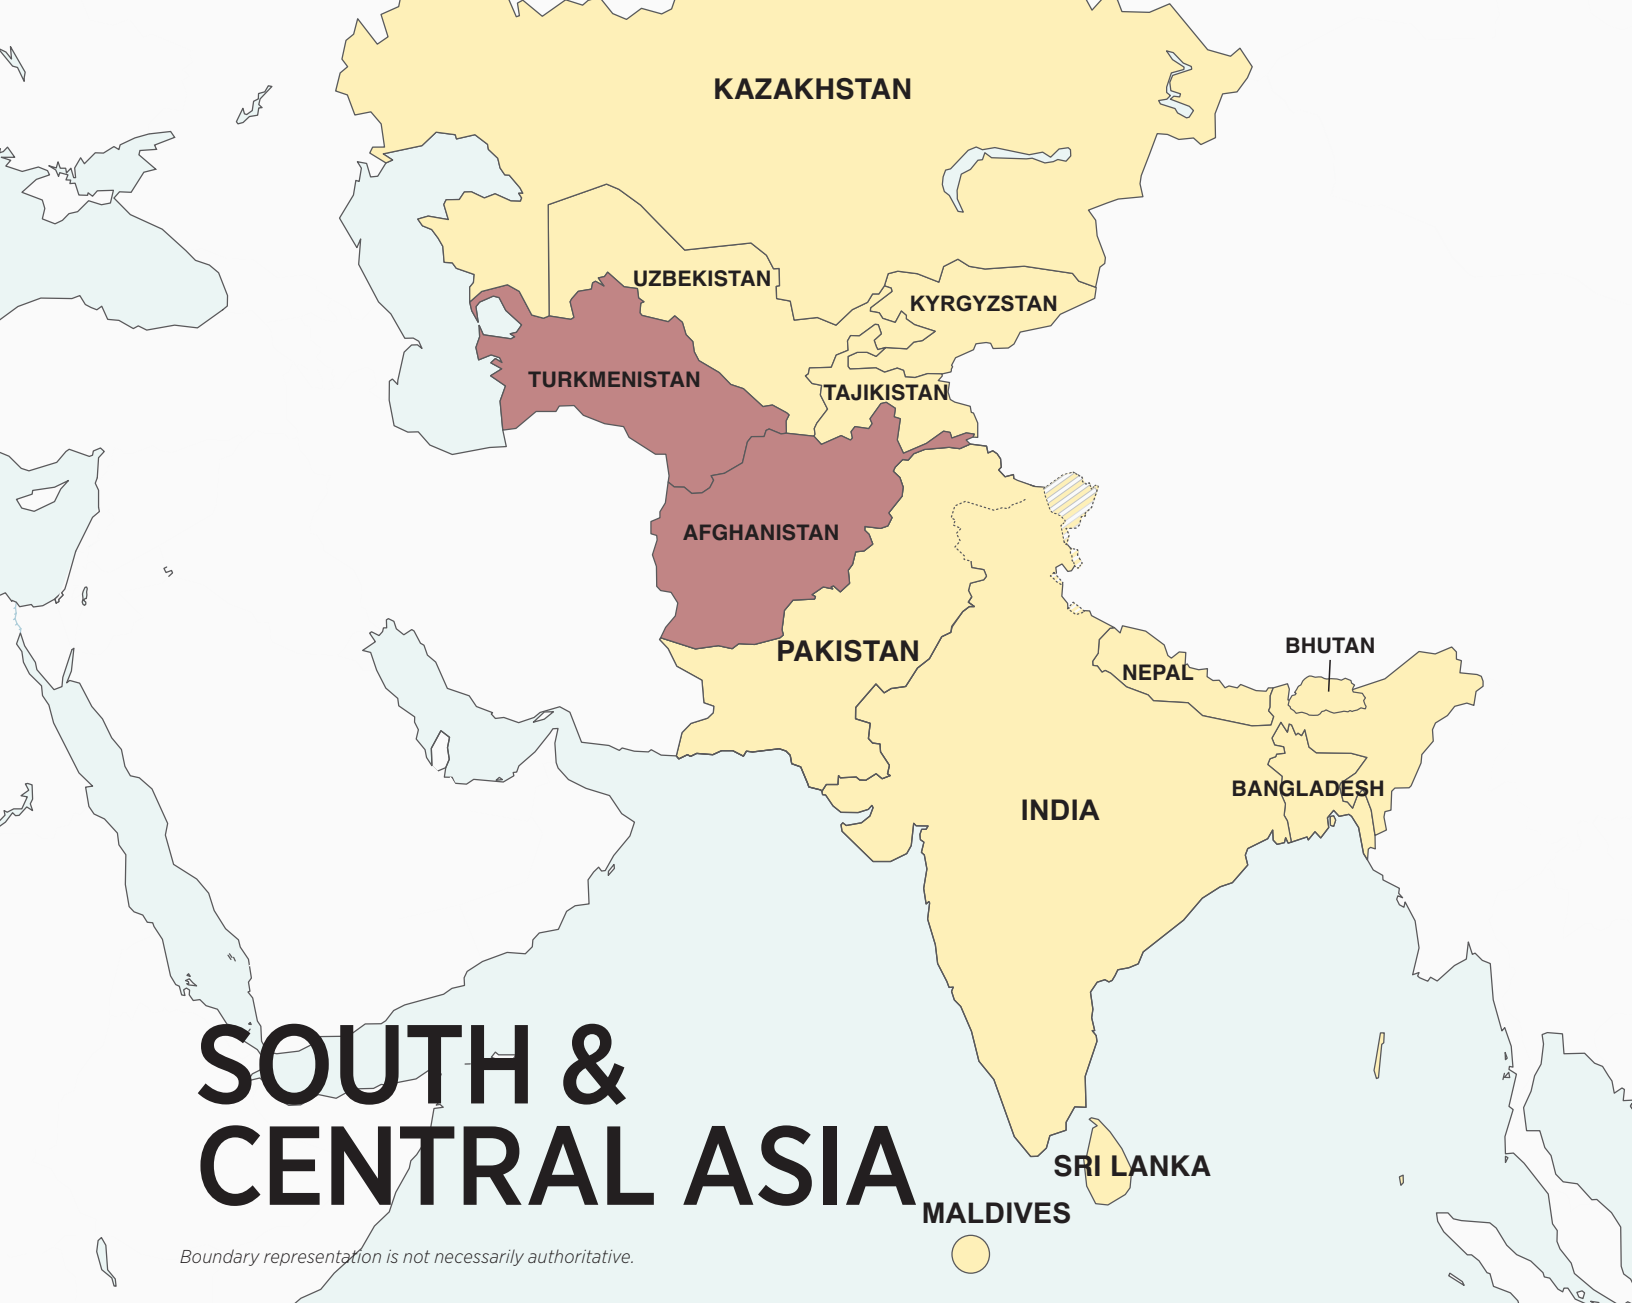 KAZAKHSTAN
UZBEKISTAN
KYRGYZSTAN
TURKMENISTAN
TAJIKISTAN
AFGHANISTAN
PAKISTAN
BHUTAN
NEPAL
BANGLADESH
INDIA
SOUTH &
CENTRAL ASIA
SRI LANKA
MALDIVES
Boundary representation is not necessarily authoritative.